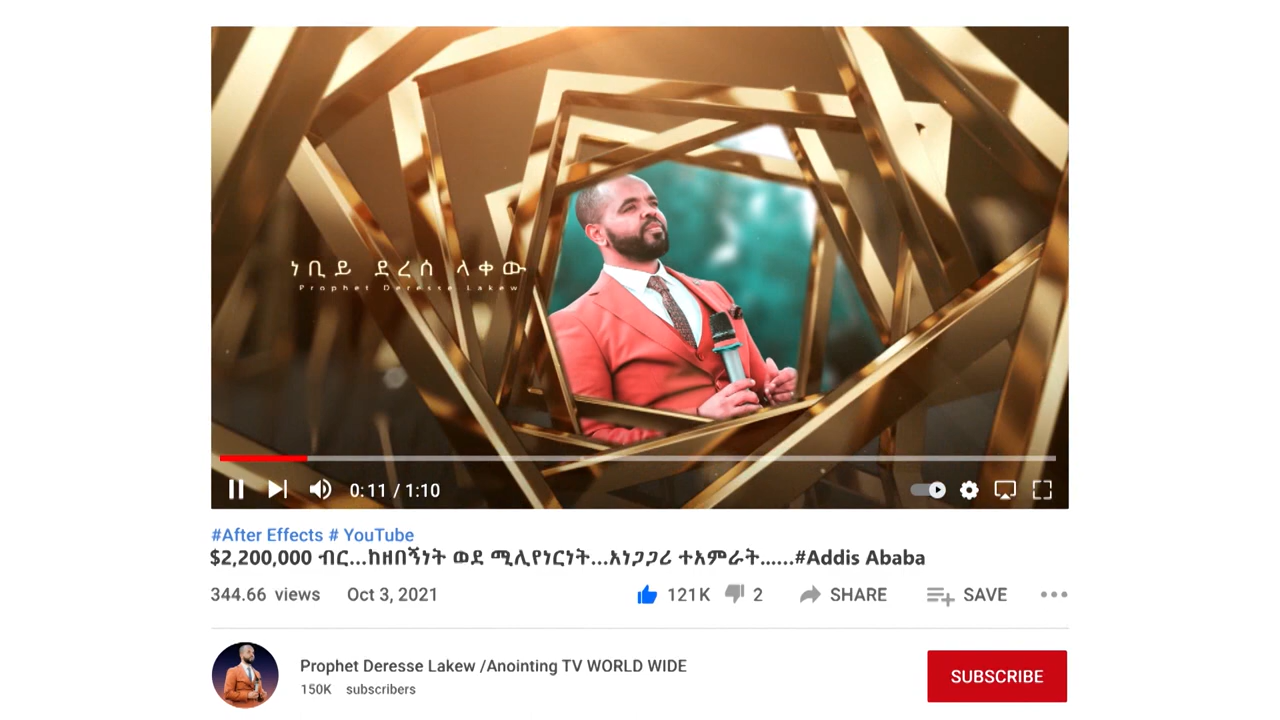 ነቢይ ደረሰ ላቀው
Prophet Deresse Lakew
0:11 / 1:10
#After Effects # YouTube
$2,200,000 ብር...ከዘበኝነት ወደ ሚሊየነርነት...አነጋጋሪ ተአምራት......#Addis Ababa
344.66 views Oct 3, 2021 121K 2 SHARE SAVE
Prophet Deresse Lakew /Anointing TV WORLD WIDE
150K subscribers
SUBSCRIBE